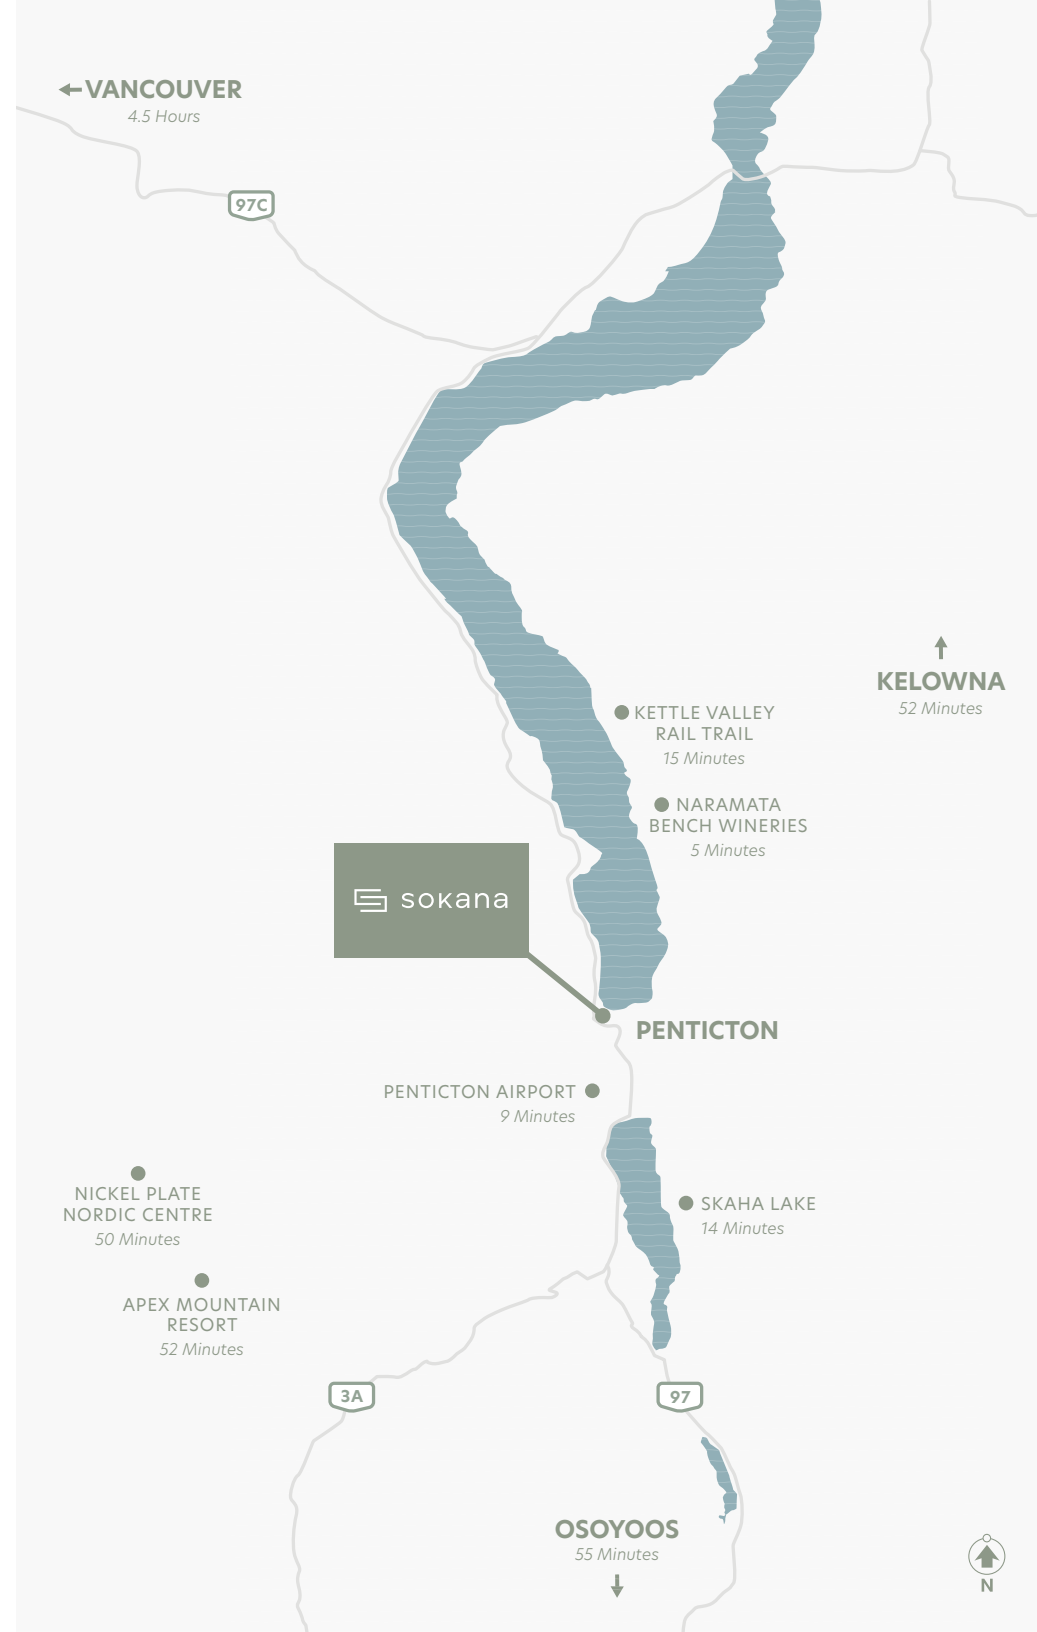 VANCOUVER
4.5 Hours
97C
KELOWNA
52 Minutes
KETTLE VALLEY
RAIL TRAIL
15 Minutes
NARAMATA
BENCH WINERIES
5 Minutes
sokana
PENTICTON
PENTICTON AIRPORT
9 Minutes
NICKEL PLATE
NORDIC CENTRE
50 Minutes
SKAHA LAKE
14 Minutes
APEX MOUNTAIN
RESORT
52 Minutes
3A
97
OSOYOOS
55 Minutes
N